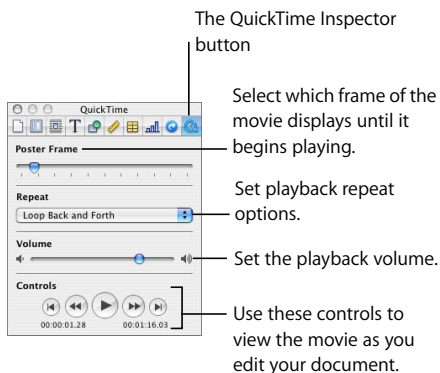 The QuickTime Inspector
button
QuickTime
T
Select which frame of the
movie displays until it
begins playing.
Poster Frame
Set playback repeat
options.
Repeat
Loop Back and Forth
Volume
Set the playback volume.
Controls
00:00:01.28 00:01:16.03
Use these controls to
view the movie as you
edit your document.